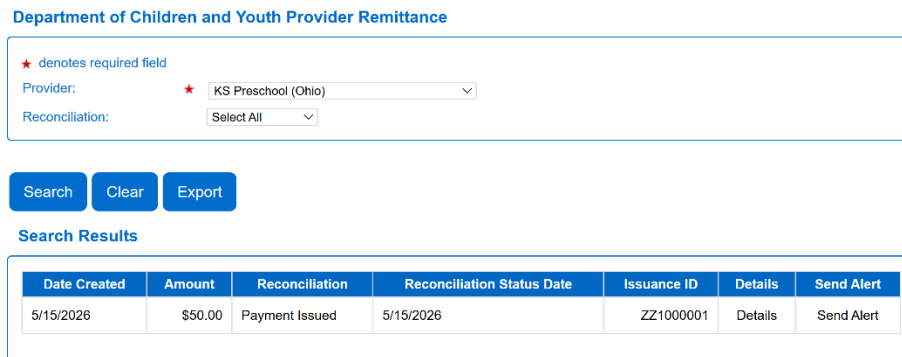 Department of Children and Youth Provider Remittance
★ denotes required field
Provider: ★ KS Preschool (Ohio)
Reconciliation: Select All
Search Clear Export
Search Results
Date Created Amount Reconciliation Reconciliation Status Date Issuance ID Details Send Alert
5/15/2026 $50.00 Payment Issued 5/15/2026 ZZ1000001 Details Send Alert